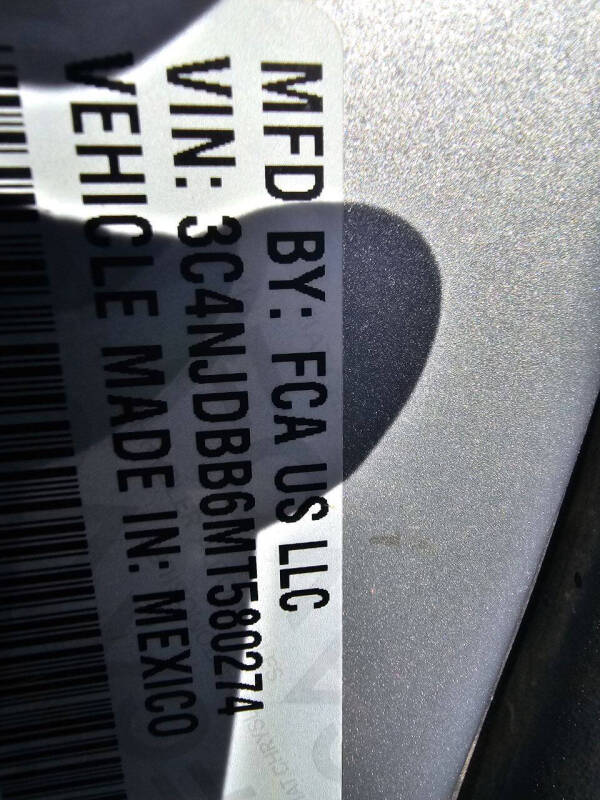 MFD BY: FCA US LLC
VIN: 3C4NJDBB6MT580274
VEHICLE MADE IN: MEXICO